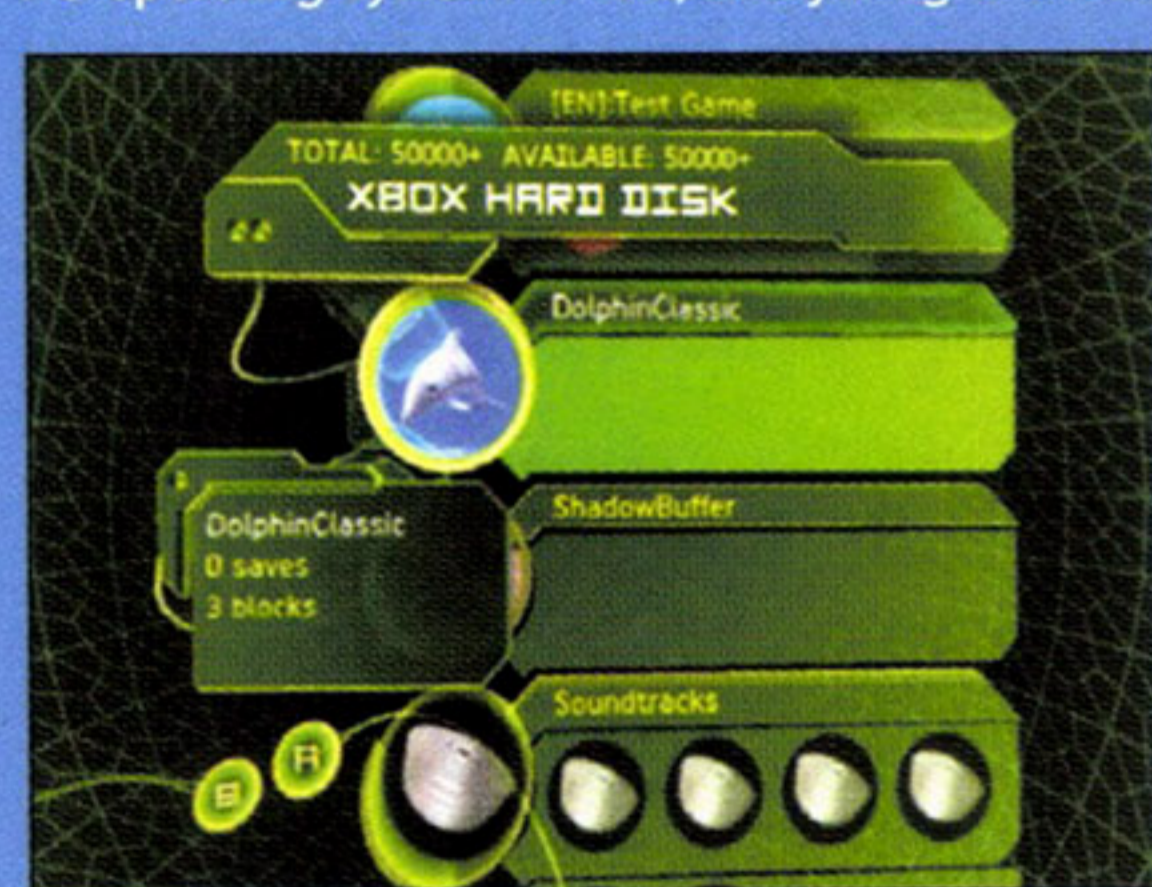 [EN]Test Game
TOTAL: 50000+ AVAILABLE: 50000+
XBOX HARD DISK
DolphinClassic
ShadowBuffer
DolphinClassic
0 saves
3 blocks
Soundtracks